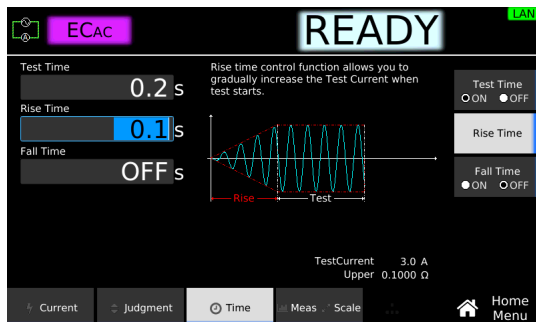 LAN
A
ECAC
READY
Test Time
0.2 s
Rise Time
0.1 s
Fall Time
OFF s
Rise time control function allows you to
gradually increase the Test Current when
test starts.
Rise
Test
TestCurrent 3.0 A
Upper 0.1000 Ω
Test Time
ON OFF
Rise Time
Fall Time
ON OFF
Current
Judgment
Time
Meas
Scale
Home
Menu